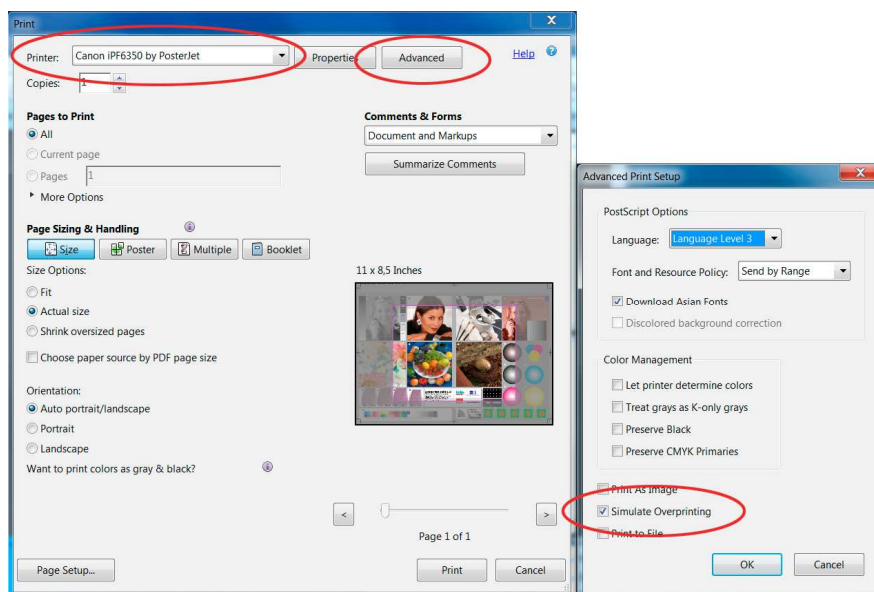 Print
Printer: Canon iPF6350 by PosterJet Properties Advanced Help
Copies: 1
Pages to Print
All
Current page
Pages 1
More Options
Comments & Forms
Document and Markups
Summarize Comments
Page Sizing & Handling
Size Poster Multiple Booklet
Size Options:
Fit
Actual size
Shrink oversized pages
Choose paper source by PDF page size
Orientation:
Auto portrait/landscape
Portrait
Landscape
Want to print colors as gray & black?
11 x 8,5 Inches
< >
Page 1 of 1
Page Setup... Print Cancel
Advanced Print Setup
PostScript Options
Language: Language Level 3
Font and Resource Policy: Send by Range
Download Asian Fonts
Discolored background correction
Color Management
Let printer determine colors
Treat grays as K-only grays
Preserve Black
Preserve CMYK Primaries
Print As Image
Simulate Overprinting
Print to File
OK Cancel